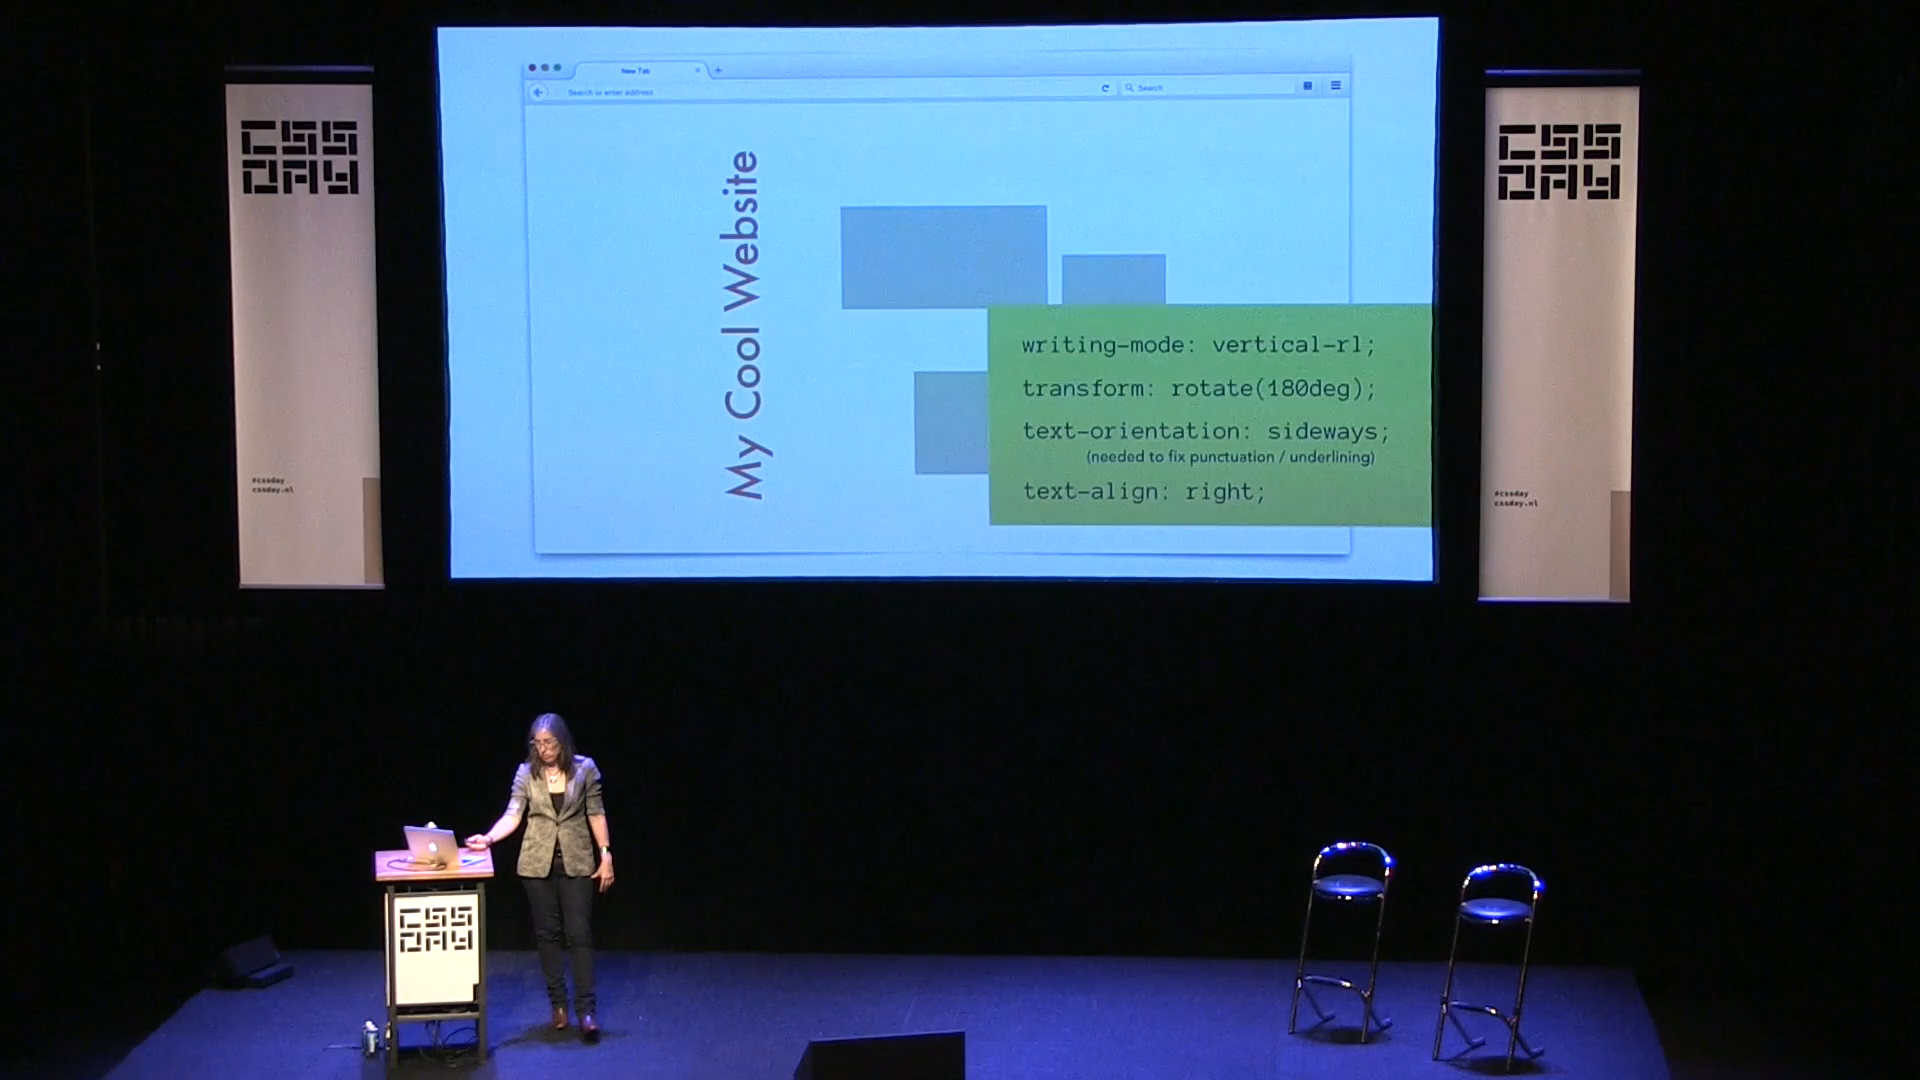 CSS
DAY
#cssday
cssday.nl
New Tab
Search or enter address
Search
My Cool Website
writing-mode: vertical-rl;
transform: rotate(180deg);
text-orientation: sideways;
(needed to fix punctuation / underlining)
text-align: right;
CSS
DAY
#cssday
cssday.nl
CSS
DAY